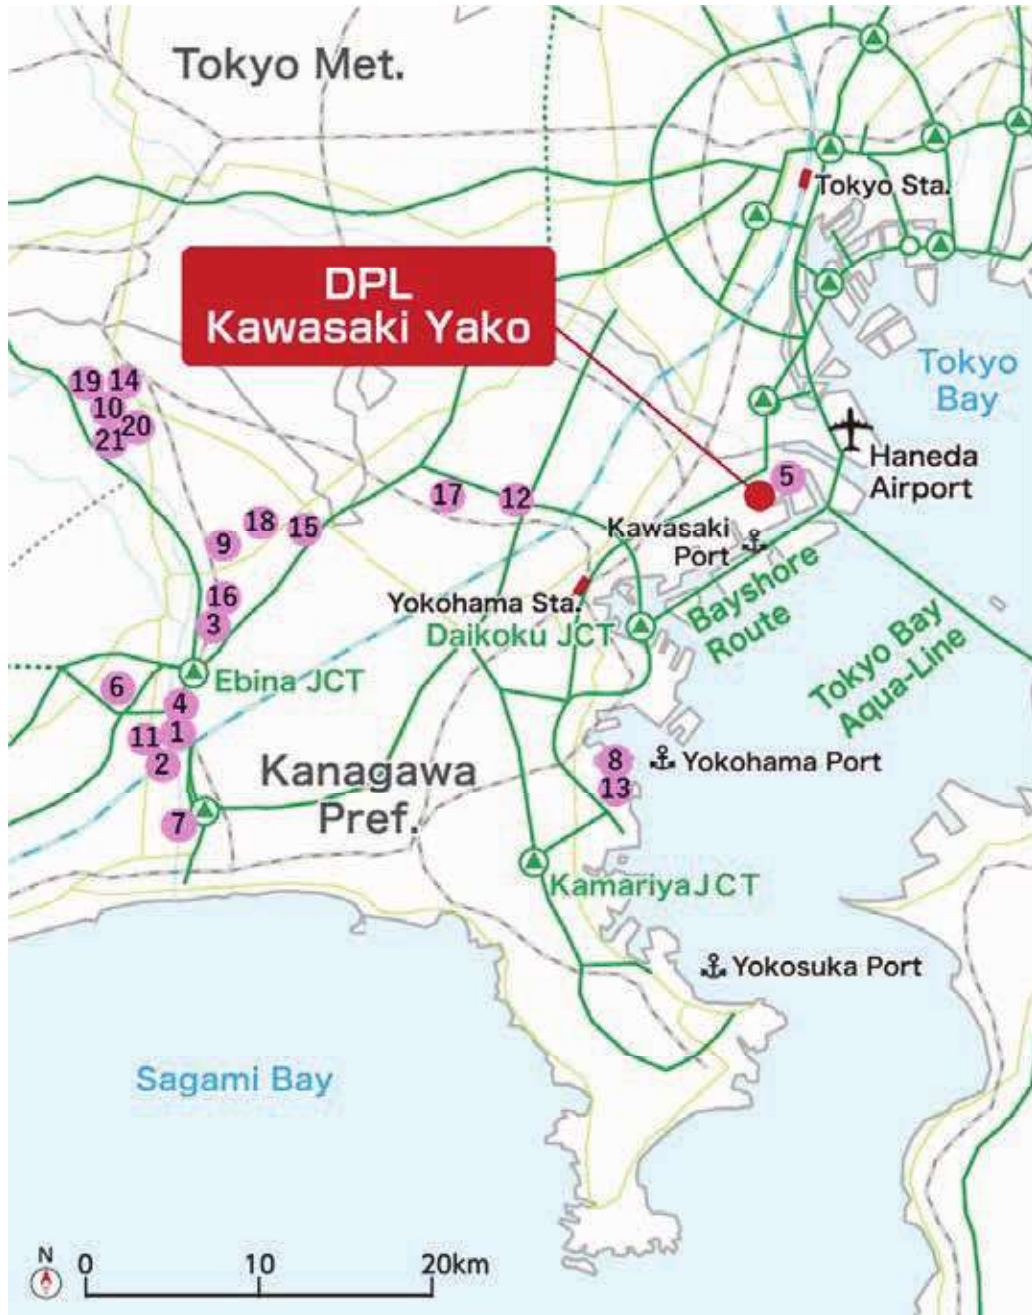 Tokyo Met.
Tokyo Sta.
DPL
Kawasaki Yako
Tokyo
Bay
19
14
10
20
21
Haneda
Airport
5
17
12
18
15
9
Kawasaki
Port
16
3
Yokohama Sta.
Daikoku JCT
Bayshore
Route
Tokyo Bay
Aqua-Line
Ebina JCT
6
4
11
1
2
Kanagawa
Pref.
7
8
13
Yokohama Port
Kamariya JCT
Yokosuka Port
Sagami Bay
N
0
10
20km